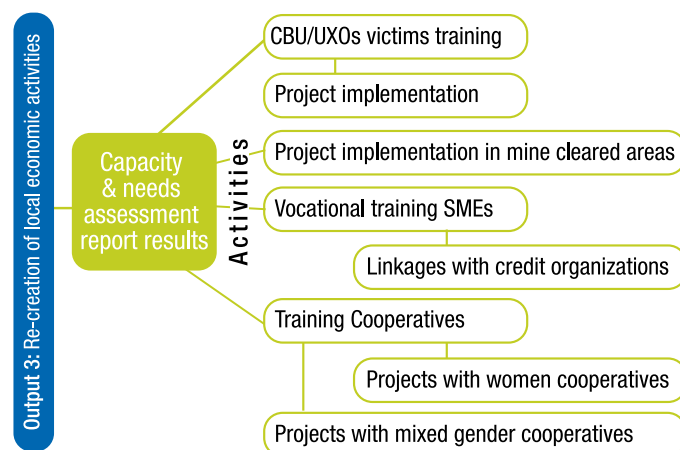 Output 3: Re-creation of local economic activities
Capacity
& needs
assessment
report results
Activities
CBU/UXOs victims training
Project implementation
Project implementation in mine cleared areas
Vocational training SMEs
Linkages with credit organizations
Training Cooperatives
Projects with women cooperatives
Projects with mixed gender cooperatives